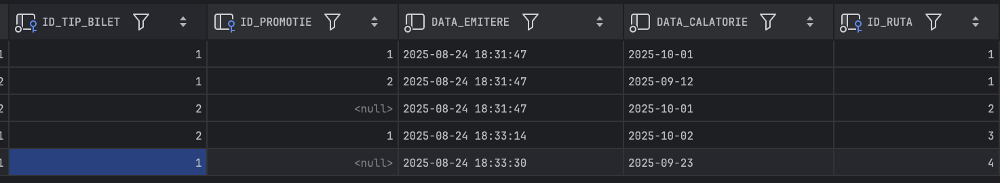 ID_TIP_BILET ID_PROMOTIE DATA_EMITERE DATA_CALATORIE ID_RUTA
1 1 1 2025-08-24 18:31:47 2025-10-01 1
2 1 2 2025-08-24 18:31:47 2025-09-12 1
2 2 <null> 2025-08-24 18:31:47 2025-10-01 2
1 2 1 2025-08-24 18:33:14 2025-10-02 3
1 1 <null> 2025-08-24 18:33:30 2025-09-23 4